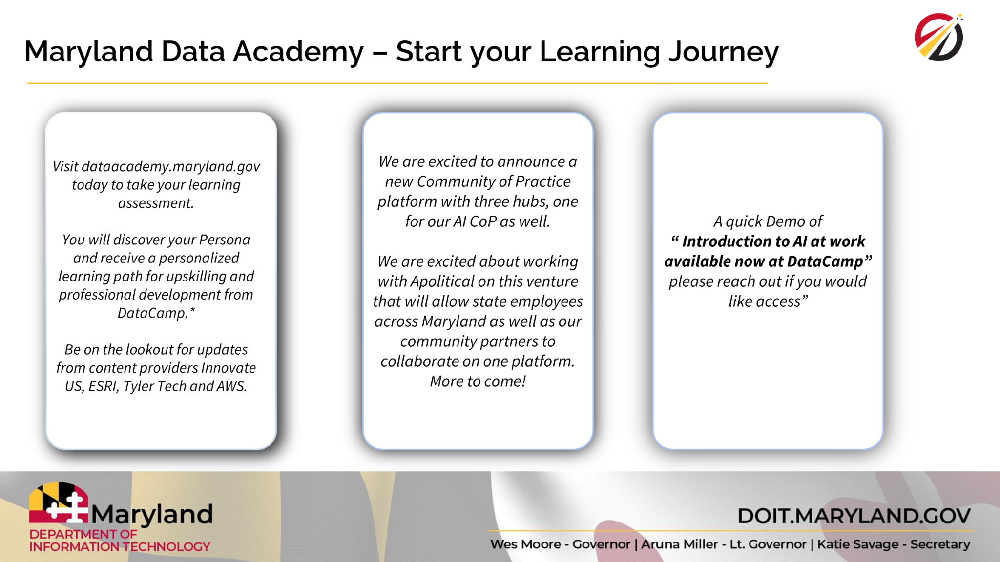 Maryland Data Academy – Start your Learning Journey
Visit dataacademy.maryland.gov
today to take your learning
assessment.
You will discover your Persona
and receive a personalized
learning path for upskilling and
professional development from
DataCamp.*
Be on the lookout for updates
from content providers Innovate
US, ESRI, Tyler Tech and AWS.
We are excited to announce a
new Community of Practice
platform with three hubs, one
for our AI CoP as well.
We are excited about working
with Apolitical on this venture
that will allow state employees
across Maryland as well as our
community partners to
collaborate on one platform.
More to come!
A quick Demo of
“ Introduction to AI at work
available now at DataCamp”
please reach out if you would
like access”
Maryland
DEPARTMENT OF
INFORMATION TECHNOLOGY
DOIT.MARYLAND.GOV
Wes Moore - Governor | Aruna Miller - Lt. Governor | Katie Savage - Secretary